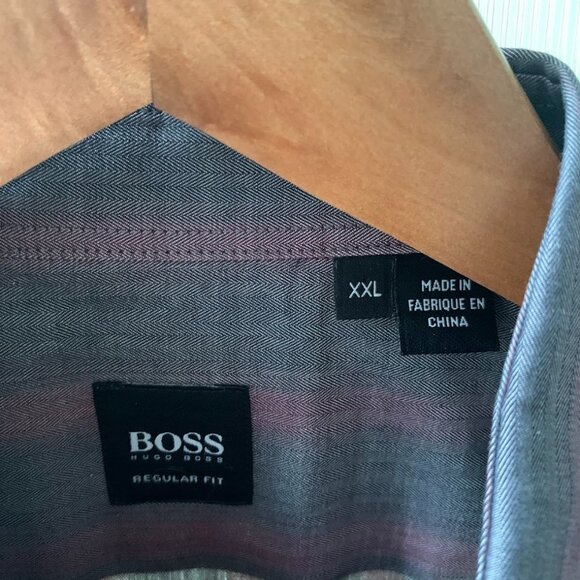 XXL
MADE IN
FABRIQUE EN
CHINA
BOSS
HUGO BOSS
REGULAR FIT